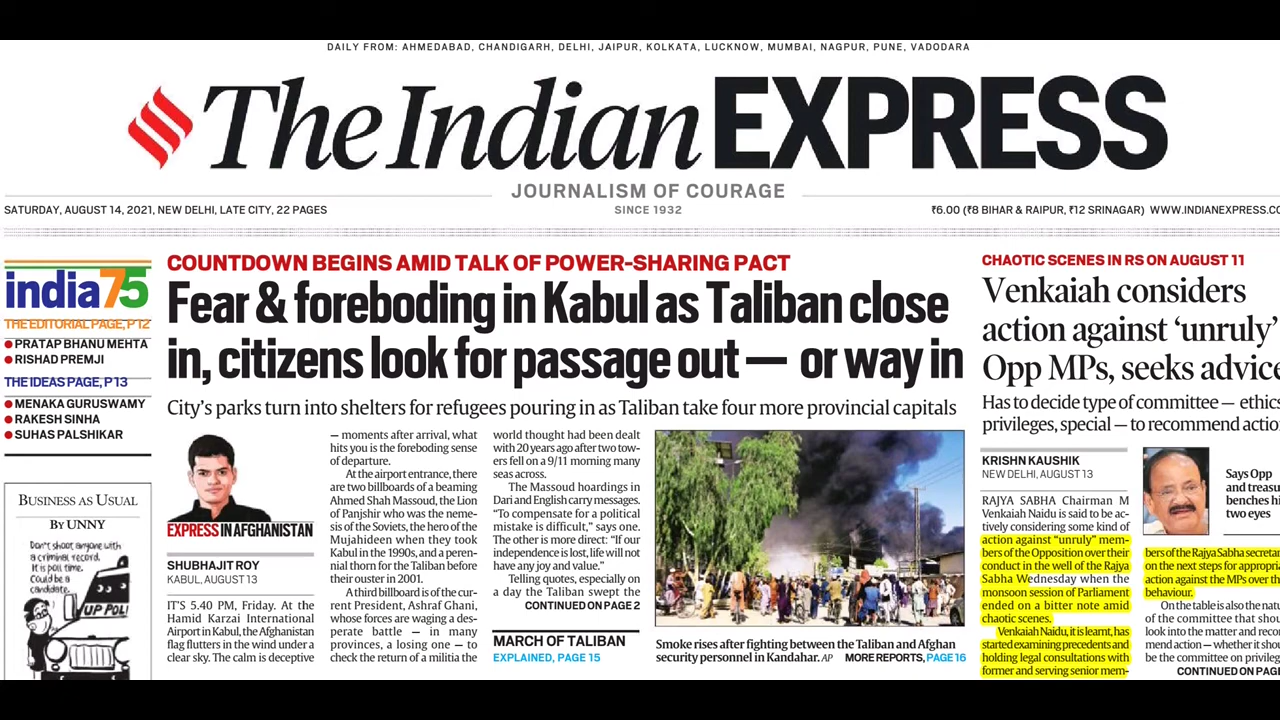 DAILY FROM: AHMEDABAD, CHANDIGARH, DELHI, JAIPUR, KOLKATA, LUCKNOW, MUMBAI, NAGPUR, PUNE, VADODARA
The Indian EXPRESS
JOURNALISM OF COURAGE
SINCE 1932
SATURDAY, AUGUST 14, 2021, NEW DELHI, LATE CITY, 22 PAGES
₹6.00 (₹8 BIHAR & RAIPUR, ₹12 SRINAGAR) WWW.INDIANEXPRESS.CO
india75
THE EDITORIAL PAGE, P 12
PRATAP BHANU MEHTA
RISHAD PREMJI
THE IDEAS PAGE, P 13
MENAKA GURUSWAMY
RAKESH SINHA
SUHAS PALSHIKAR
BUSINESS AS USUAL
BY UNNY
Don't shoot anyone with
a criminal record.
It is poll time.
Could be a
candidate.
UP POL!
COUNTDOWN BEGINS AMID TALK OF POWER-SHARING PACT
Fear & foreboding in Kabul as Taliban close
in, citizens look for passage out — or way in
City's parks turn into shelters for refugees pouring in as Taliban take four more provincial capitals
EXPRESS IN AFGHANISTAN
SHUBHAJIT ROY
KABUL, AUGUST 13
IT'S 5.40 PM, Friday. At the
Hamid Karzai International
Airport in Kabul, the Afghanistan
flag flutters in the wind under a
clear sky. The calm is deceptive
— moments after arrival, what
hits you is the foreboding sense
of departure.
At the airport entrance, there
are two billboards of a beaming
Ahmed Shah Massoud, the Lion
of Panjshir who was the neme-
sis of the Soviets, the hero of the
Mujahideen when they took
Kabul in the 1990s, and a peren-
nial thorn for the Taliban before
their ouster in 2001.
A third billboard is of the cur-
rent President, Ashraf Ghani,
whose forces are waging a des-
perate battle — in many
provinces, a losing one — to
check the return of a militia the
world thought had been dealt
with 20 years ago after two tow-
ers fell on a 9/11 morning many
seas across.
The Massoud hoardings in
Dari and English carry messages.
"To compensate for a political
mistake is difficult," says one.
The other is more direct: "If our
independence is lost, life will not
have any joy and value."
Telling quotes, especially on
a day the Taliban swept the
CONTINUED ON PAGE 2
MARCH OF TALIBAN
EXPLAINED, PAGE 15
Smoke rises after fighting between the Taliban and Afghan
security personnel in Kandahar. AP MORE REPORTS, PAGE 16
CHAOTIC SCENES IN RS ON AUGUST 11
Venkaiah considers
action against 'unruly'
Opp MPs, seeks advice
Has to decide type of committee — ethics
privileges, special — to recommend actio
KRISHN KAUSHIK
NEW DELHI, AUGUST 13
RAJYA SABHA Chairman M
Venkaiah Naidu is said to be ac-
tively considering some kind of
action against "unruly" mem-
bers of the Opposition over their
conduct in the well of the Rajya
Sabha Wednesday when the
monsoon session of Parliament
ended on a bitter note amid
chaotic scenes.
Venkaiah Naidu, it is learnt, has
started examining precedents and
holding legal consultations with
former and serving senior mem-
Says Opp
and treasu
benches hi
two eyes
bers of the Rajya Sabha secretar
on the next steps for appropria
action against the MPs over th
behaviour.
On the table is also the natu
of the committee that shou
look into the matter and recom
mend action — whether it shou
be the committee on privileg
CONTINUED ON PAGE